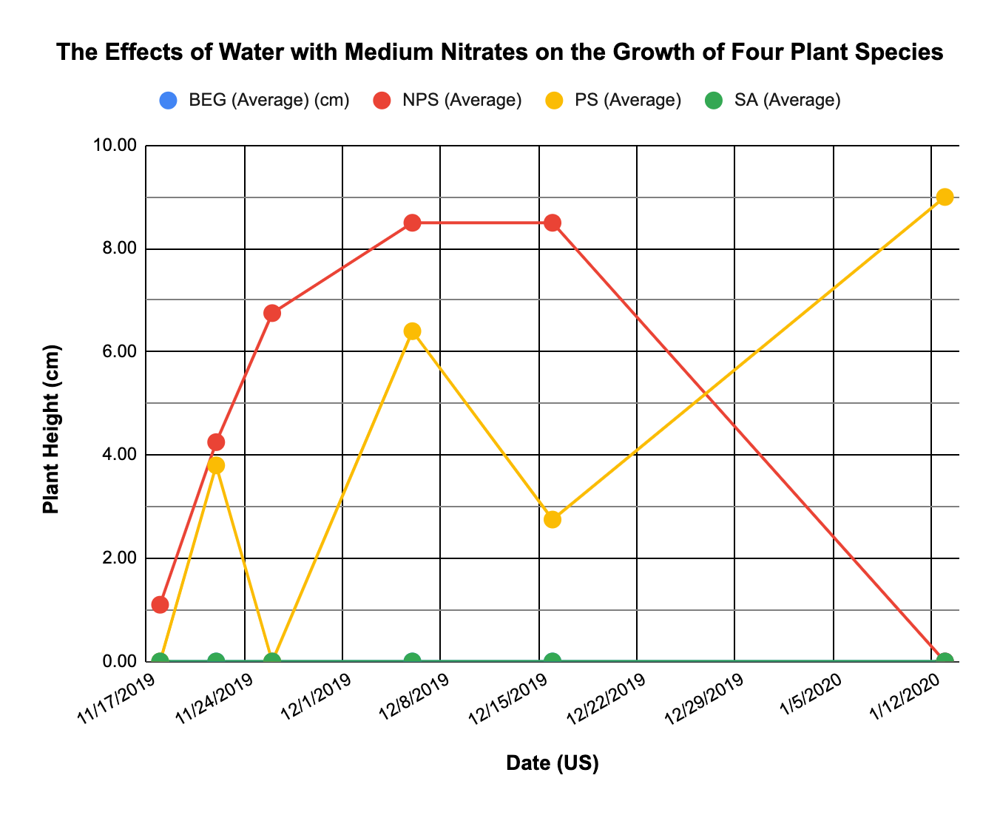 The Effects of Water with Medium Nitrates on the Growth of Four Plant Species
BEG (Average) (cm) NPS (Average) PS (Average) SA (Average)
10.00
8.00
6.00
4.00
2.00
0.00
Plant Height (cm)
11/17/2019 11/24/2019 12/1/2019 12/8/2019 12/15/2019 12/22/2019 12/29/2019 1/5/2020 1/12/2020
Date (US)